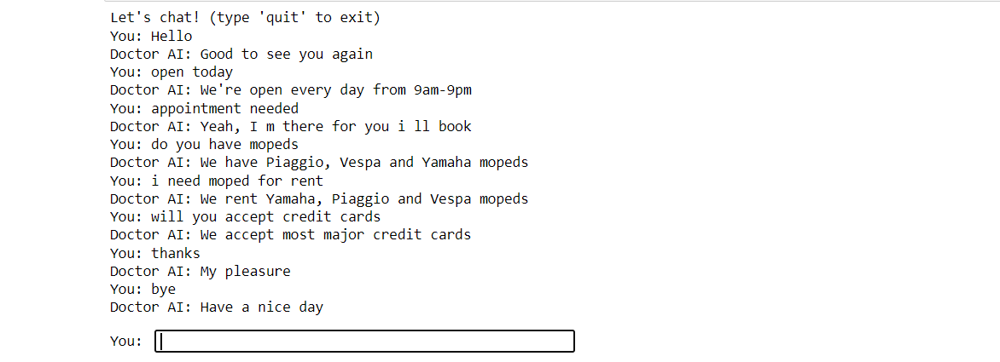 Let's chat! (type 'quit' to exit)
You: Hello
Doctor AI: Good to see you again
You: open today
Doctor AI: We're open every day from 9am-9pm
You: appointment needed
Doctor AI: Yeah, I m there for you i ll book
You: do you have mopeds
Doctor AI: We have Piaggio, Vespa and Yamaha mopeds
You: i need moped for rent
Doctor AI: We rent Yamaha, Piaggio and Vespa mopeds
You: will you accept credit cards
Doctor AI: We accept most major credit cards
You: thanks
Doctor AI: My pleasure
You: bye
Doctor AI: Have a nice day
You: